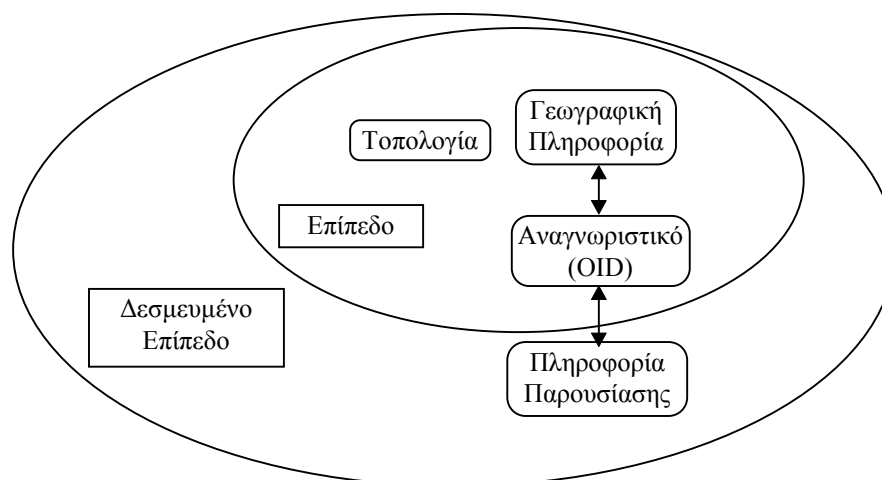 Γεωγραφική
Πληροφορία
Τοπολογία
Επίπεδο
Αναγνωριστικό
(OID)
Δεσμευμένο
Επίπεδο
Πληροφορία
Παρουσίασης